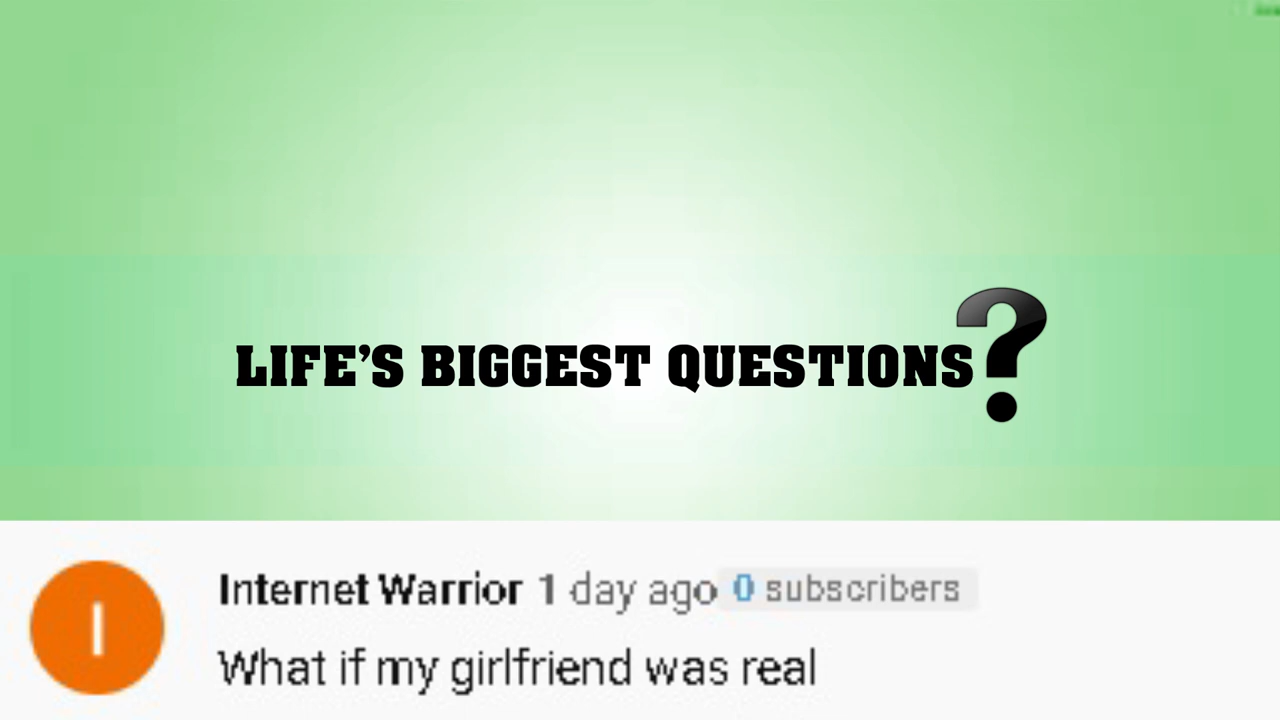 LIFE'S BIGGEST QUESTIONS?
Internet Warrior 1 day ago 0 subscribers
I
What if my girlfriend was real